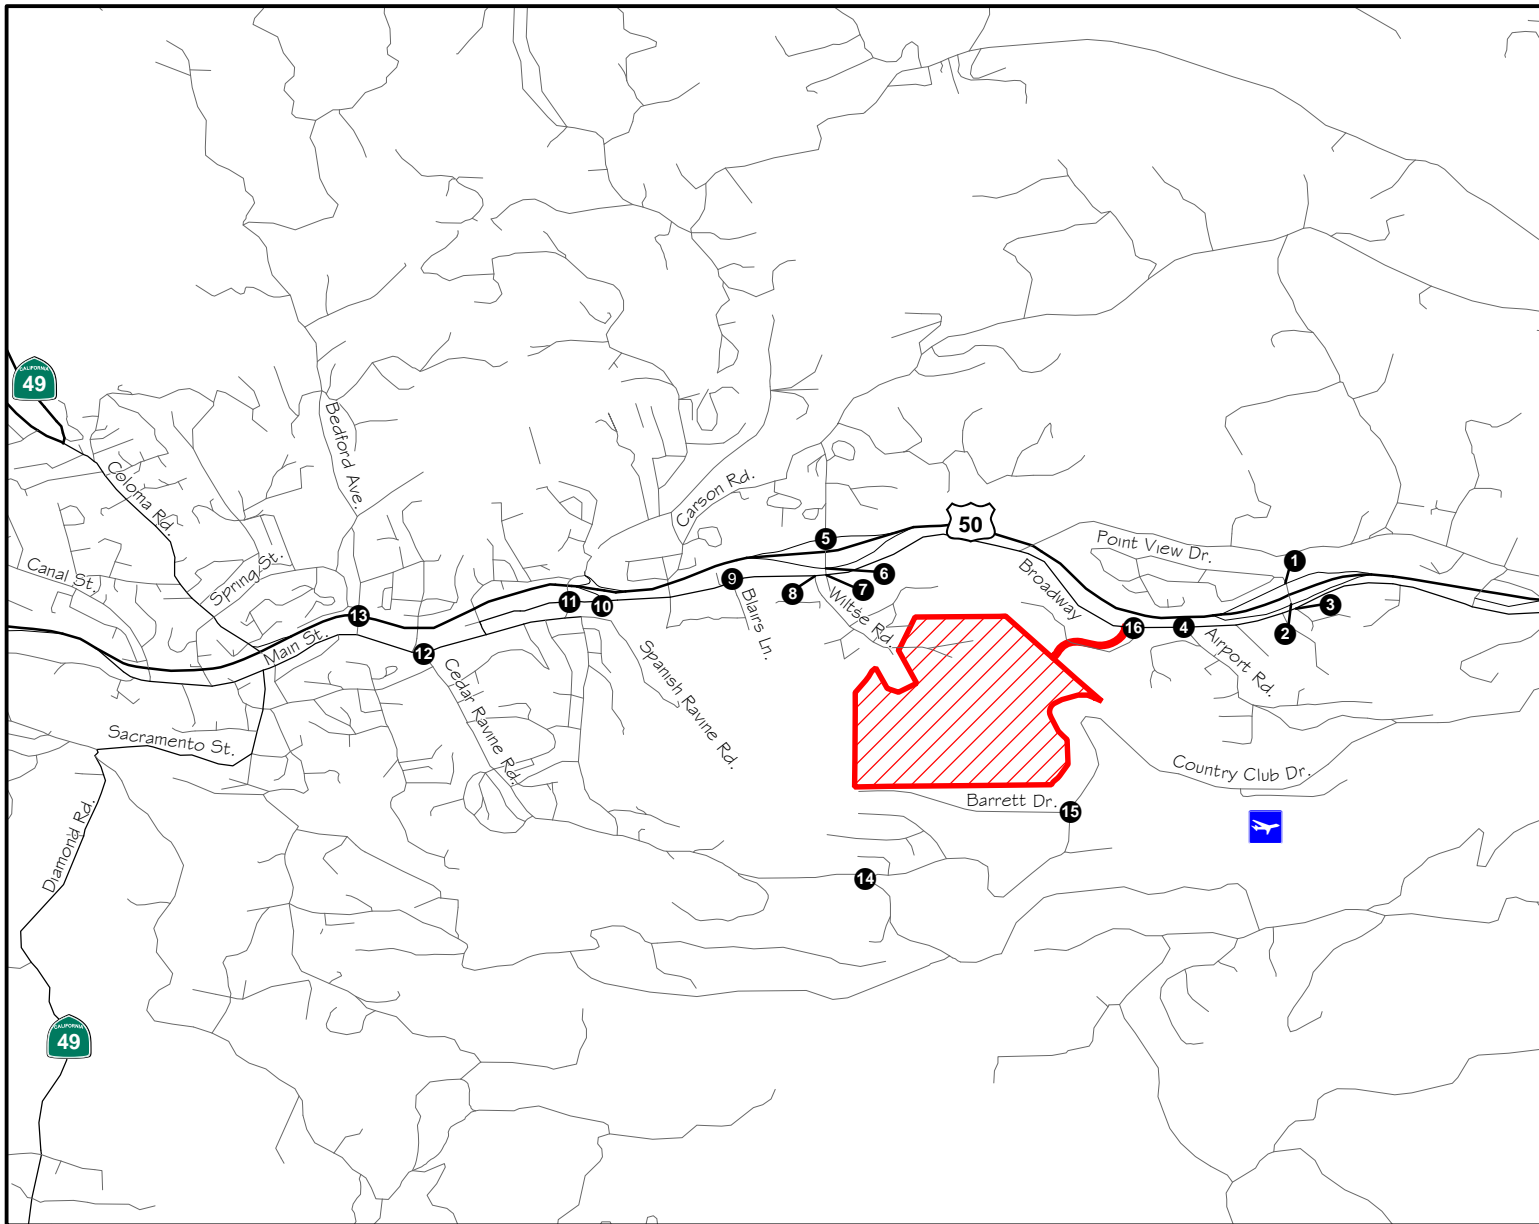 CALIFORNIA
49
Bedford Ave.
Coloma Rd.
Carson Rd.
50
Point View Dr.
Canal St.
Spring St.
Main St.
Broadway
5
1
9
6
7
8
3
2
11
10
13
12
16
4
Blairs Ln.
Wiltse Rd.
Airport Rd.
Cedar Ravine Rd.
Spanish Ravine Rd.
Sacramento St.
Country Club Dr.
Barrett Dr.
15
Diamond Rd.
14
CALIFORNIA
49